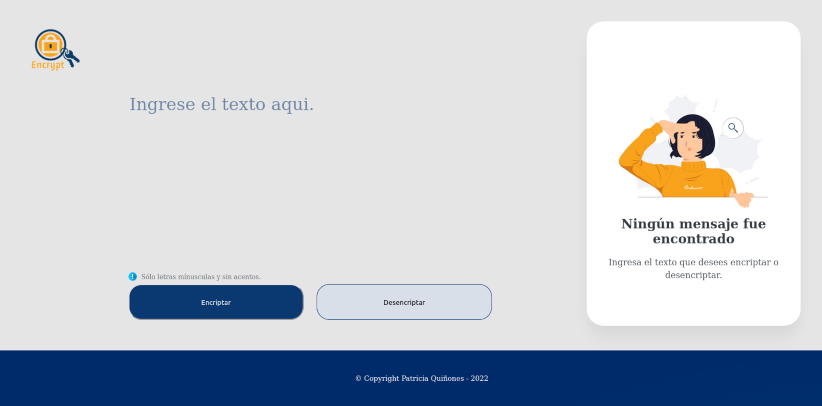 Encrypt
Ingrese el texto aqui.
Sólo letras minusculas y sin acentos.
Encriptar
Desencriptar
Ningún mensaje fue
encontrado
Ingresa el texto que desees encriptar o
desencriptar.
© Copyright Patricia Quiñones - 2022